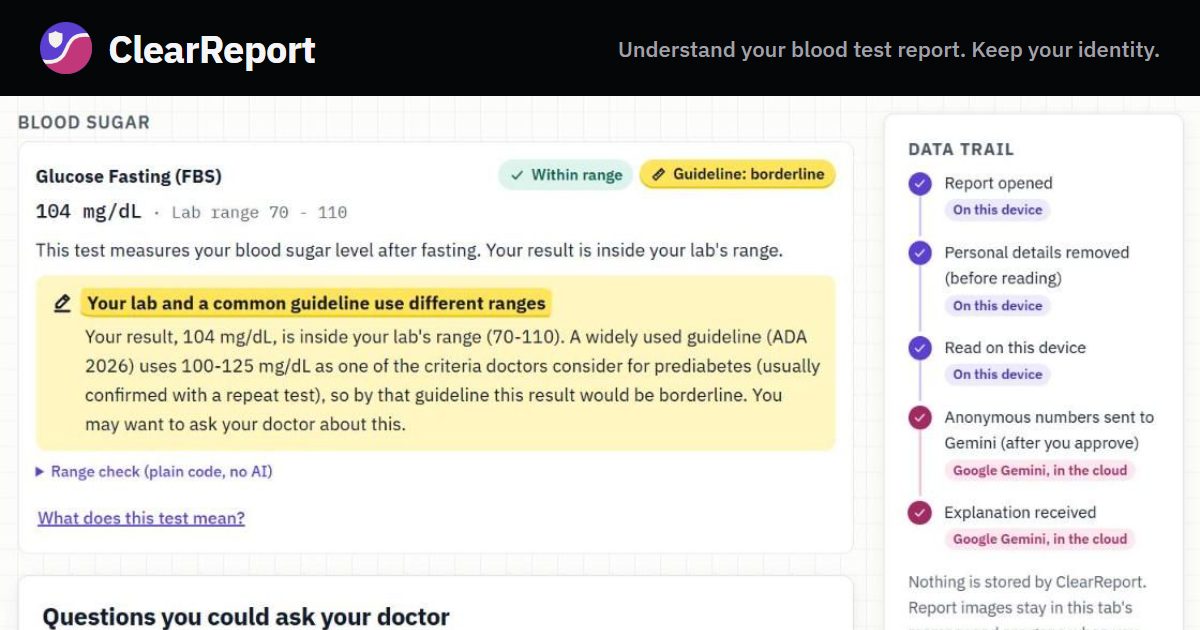 ClearReport
Understand your blood test report. Keep your identity.
BLOOD SUGAR
Glucose Fasting (FBS)
Within range
Guideline: borderline
104 mg/dL · Lab range 70 - 110
This test measures your blood sugar level after fasting. Your result is inside your lab's range.
Your lab and a common guideline use different ranges
Your result, 104 mg/dL, is inside your lab's range (70-110). A widely used guideline (ADA
2026) uses 100-125 mg/dL as one of the criteria doctors consider for prediabetes (usually
confirmed with a repeat test), so by that guideline this result would be borderline. You
may want to ask your doctor about this.
Range check (plain code, no AI)
What does this test mean?
Questions you could ask your doctor
DATA TRAIL
Report opened
On this device
Personal details removed
(before reading)
On this device
Read on this device
On this device
Anonymous numbers sent to
Gemini (after you approve)
Google Gemini, in the cloud
Explanation received
Google Gemini, in the cloud
Nothing is stored by ClearReport.
Report images stay in this tab's